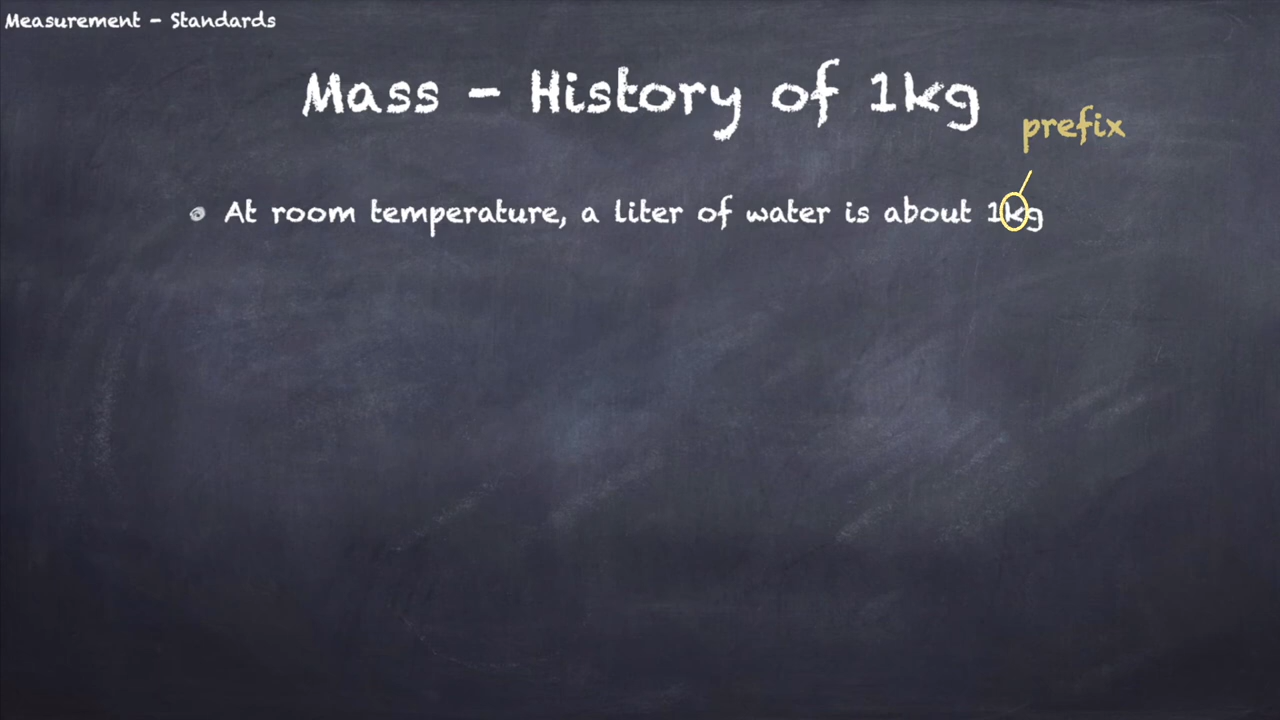 Measurement - Standards
Mass - History of 1kg
prefix
At room temperature, a liter of water is about 1kg